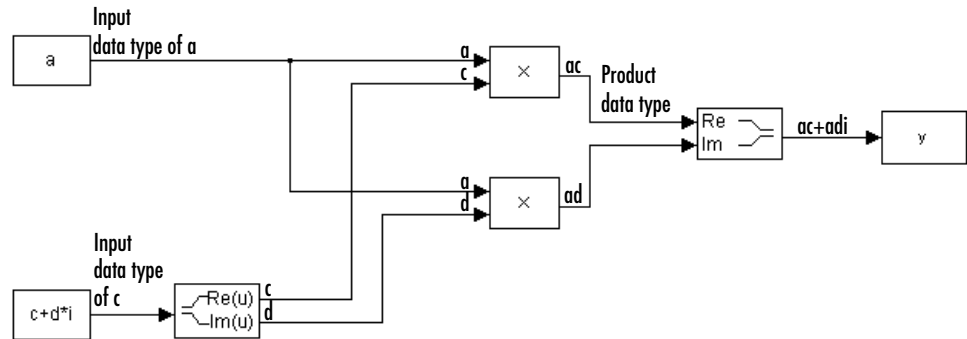 Input
data type of a
a
a
c
×
ac
Product
data type
Re
Im
ac+adi
y
a
d
×
ad
Input
data type
of c
c+d*i
Re(u)
Im(u)
c
d